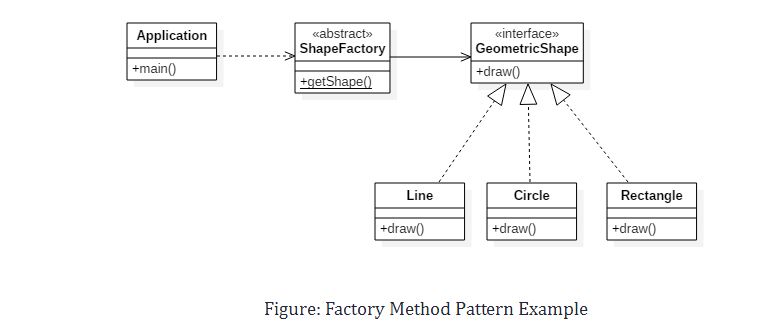 Application
+main()
«abstract»
ShapeFactory
+getShape()
«interface»
GeometricShape
+draw()
Line
+draw()
Circle
+draw()
Rectangle
+draw()
Figure: Factory Method Pattern Example